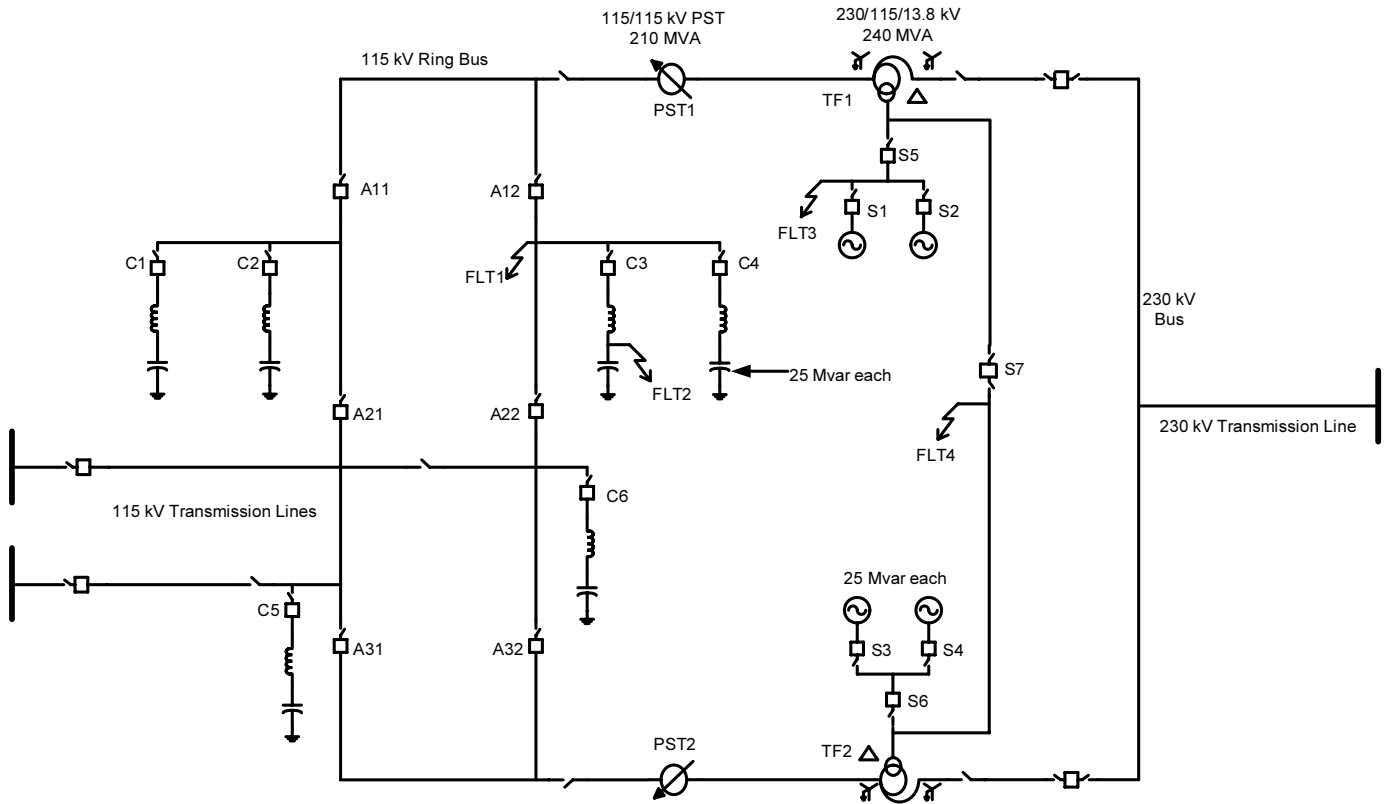 115/115 kV PST
210 MVA
230/115/13.8 kV
240 MVA
115 kV Ring Bus
PST1
TF1
S5
A11
A12
S1
S2
FLT3
C1
C2
FLT1
C3
C4
230 kV
Bus
S7
25 Mvar each
FLT2
A21
A22
230 kV Transmission Line
FLT4
C6
115 kV Transmission Lines
25 Mvar each
C5
A31
A32
S3
S4
S6
PST2
TF2